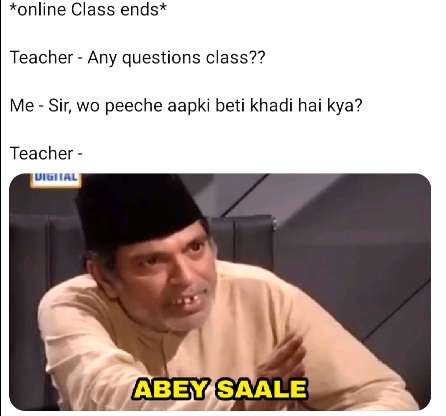 *online Class ends*
Teacher - Any questions class??
Me - Sir, wo peeche aapki beti khadi hai kya?
Teacher -
DIGITAL
ABEY SAALE